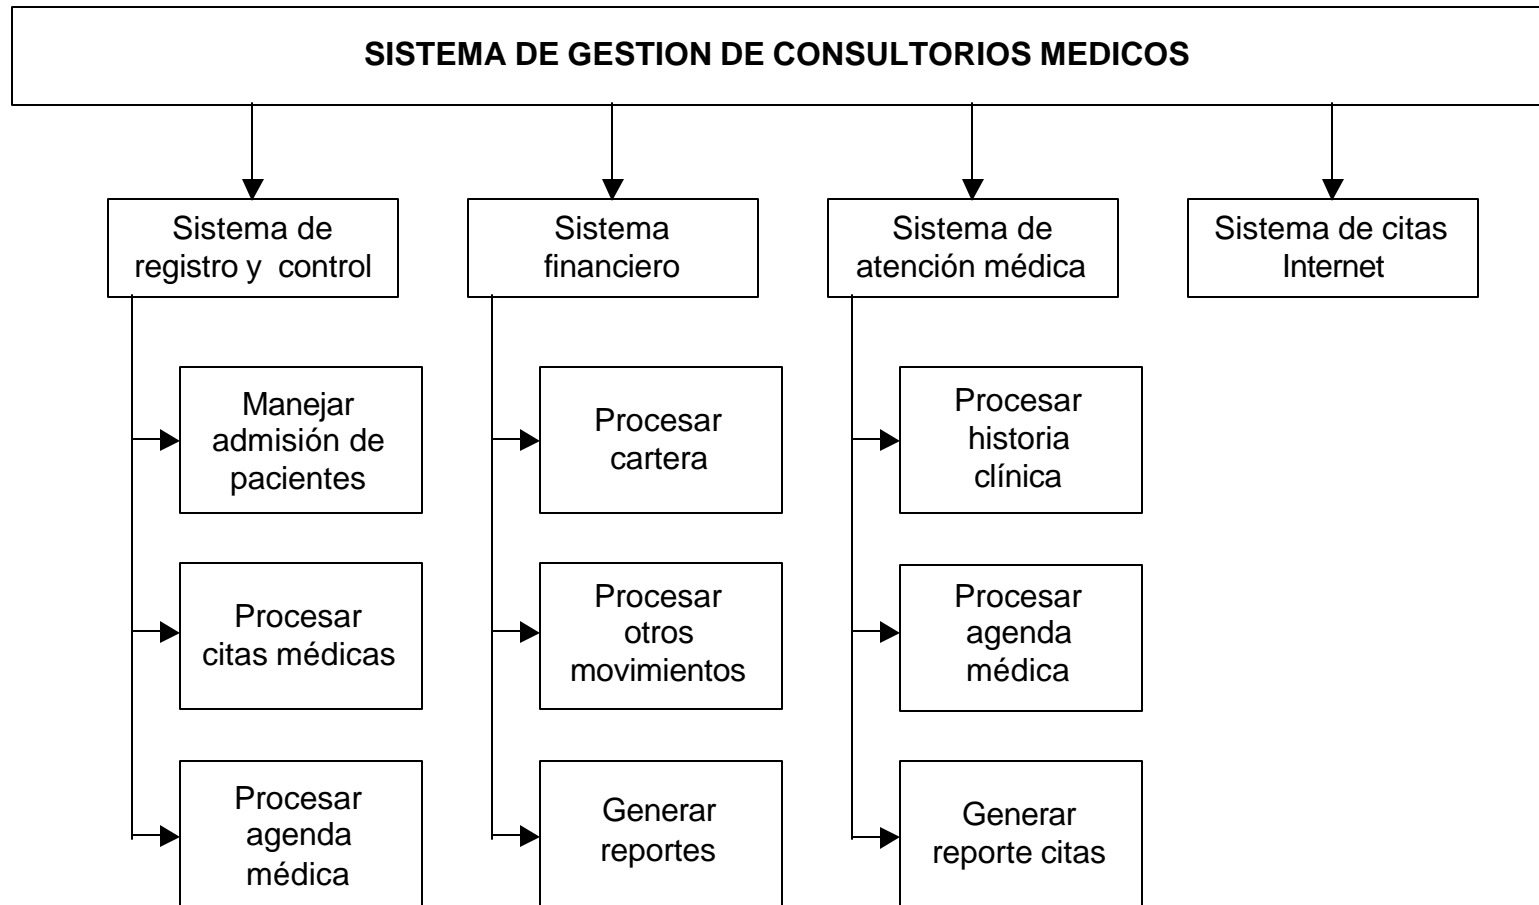 SISTEMA DE GESTION DE CONSULTORIOS MEDICOS
Sistema de
registro y control
Sistema
financiero
Sistema de
atención médica
Sistema de citas
Internet
Manejar
admisión de
pacientes
Procesar
cartera
Procesar
historia
clínica
Procesar
citas médicas
Procesar
otros
movimientos
Procesar
agenda
médica
Procesar
agenda
médica
Generar
reportes
Generar
reporte citas